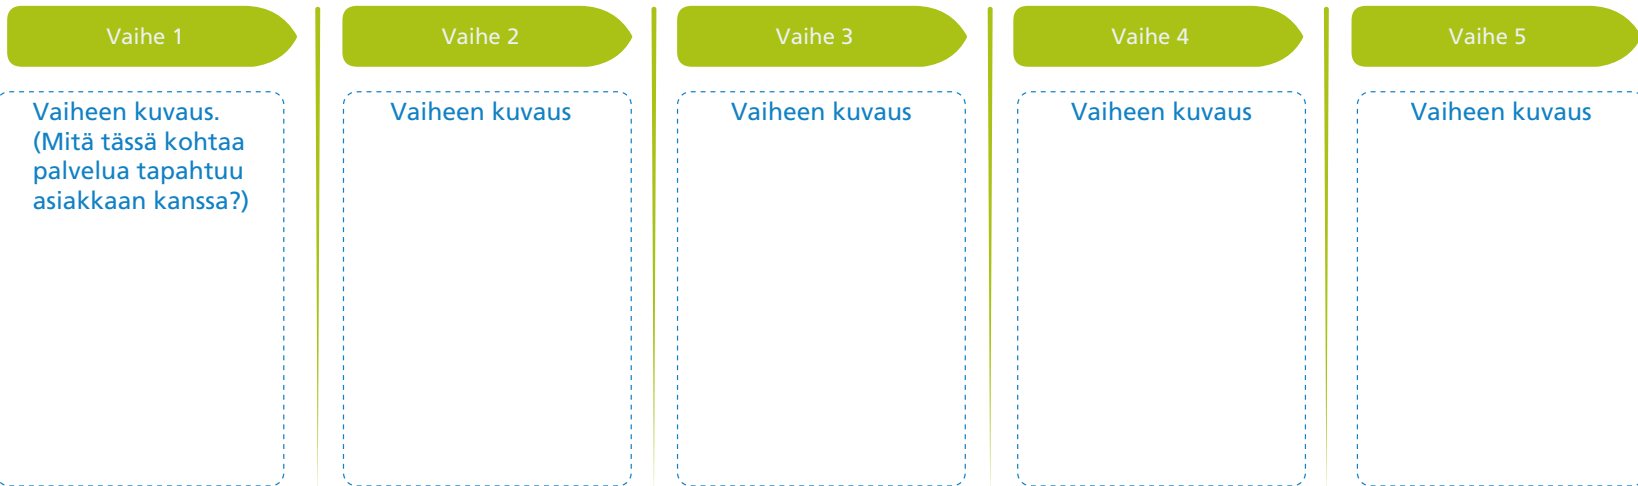 Vaihe 1
Vaihe 2
Vaihe 3
Vaihe 4
Vaihe 5
Vaiheen kuvaus.
(Mitä tässä kohtaa
palvelua tapahtuu
asiakkaan kanssa?)
Vaiheen kuvaus
Vaiheen kuvaus
Vaiheen kuvaus
Vaiheen kuvaus